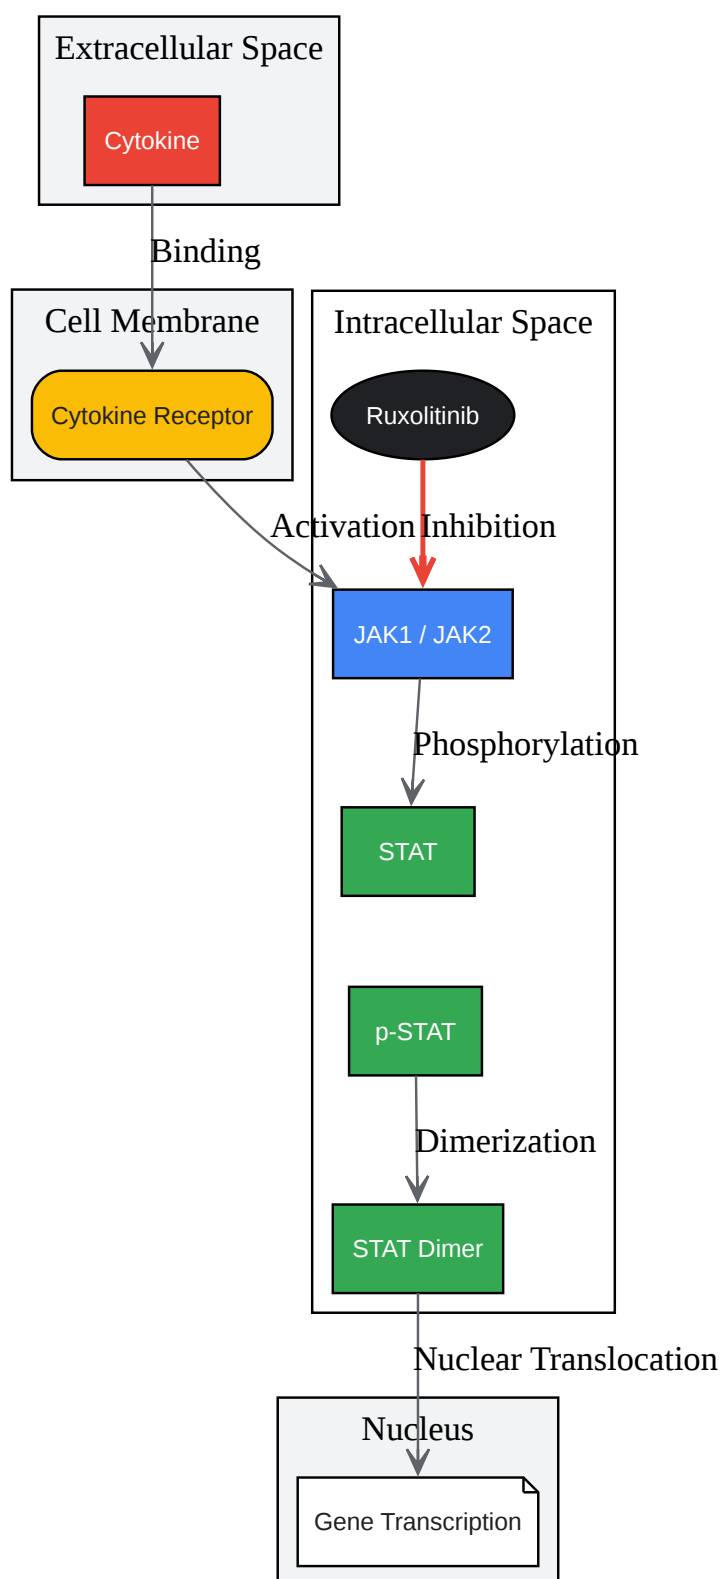 Extracellular Space
Cytokine
Binding
Cell Membrane
Intracellular Space
Cytokine Receptor
Ruxolitinib
Activation
Inhibition
JAK1 / JAK2
Phosphorylation
STAT
p-STAT
Dimerization
STAT Dimer
Nuclear Translocation
Nucleus
Gene Transcription